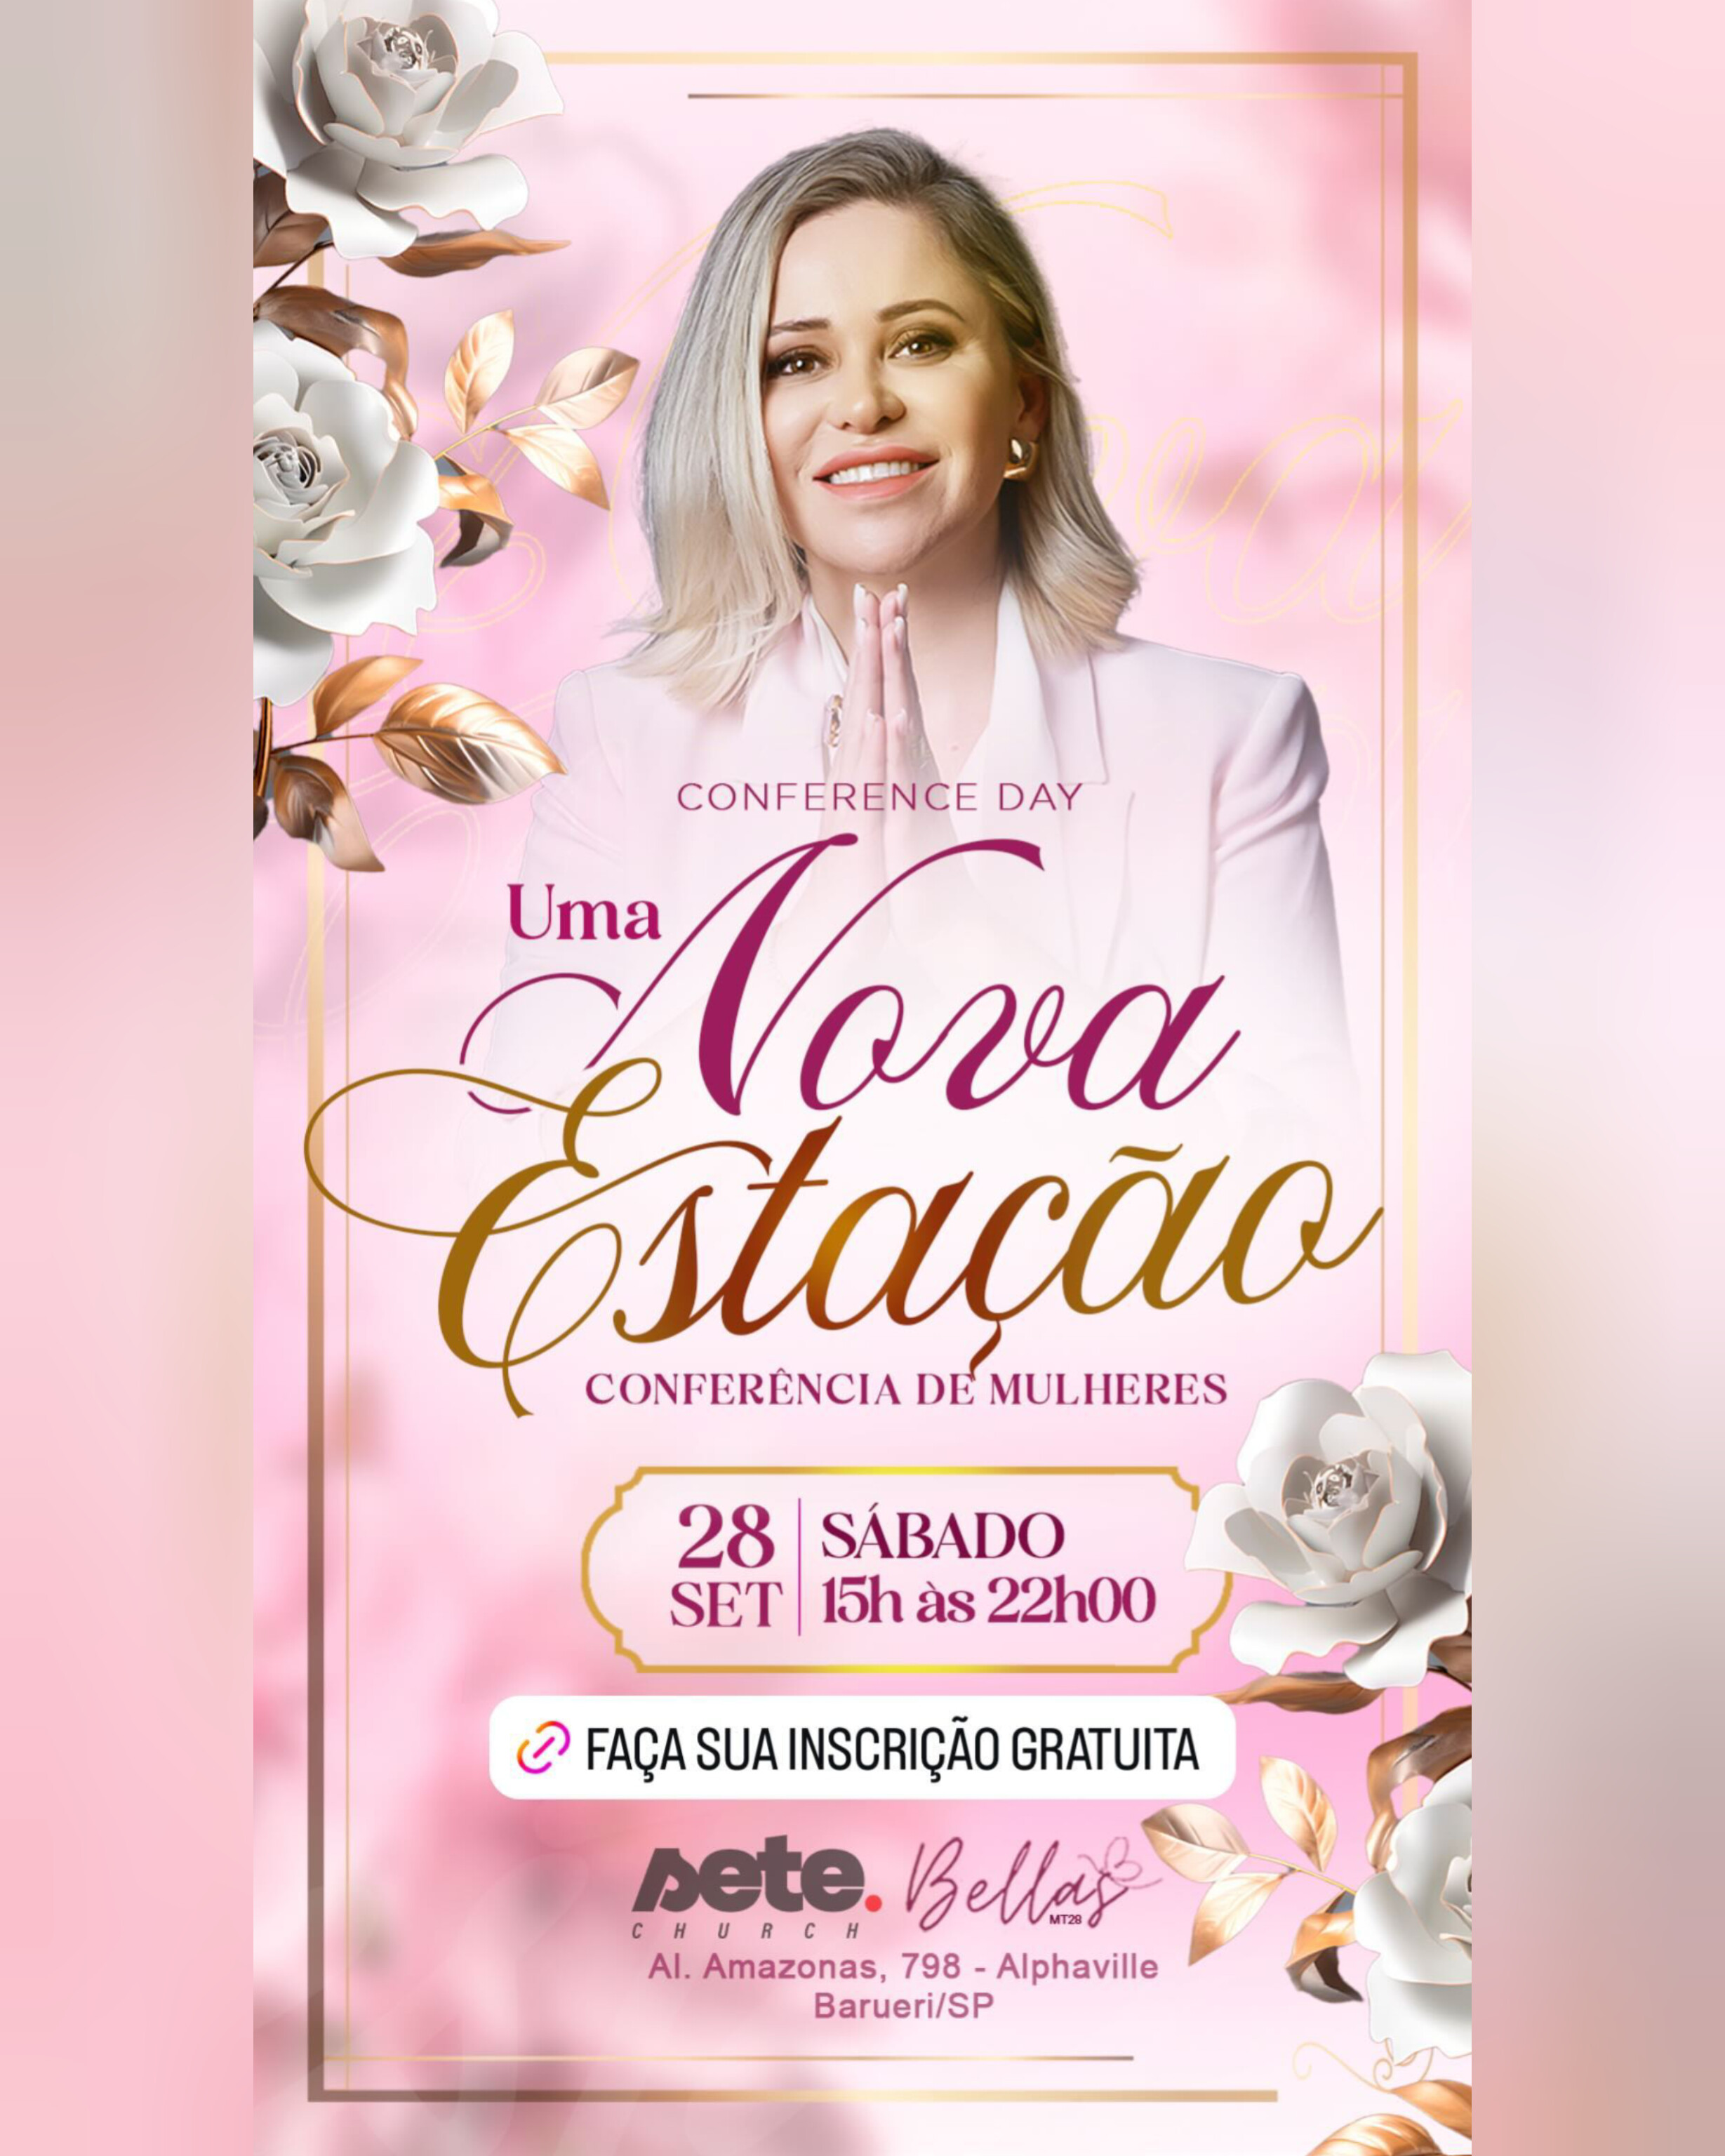 CONFERENCE DAY
Uma
Nova
Estação
CONFERÊNCIA DE MULHERES
28
SET
SÁBADO
15h às 22h00
FAÇA SUA INSCRIÇÃO GRATUITA
sete.
CHURCH
Bellas
MT28
Al. Amazonas, 798 - Alphaville
Barueri/SP